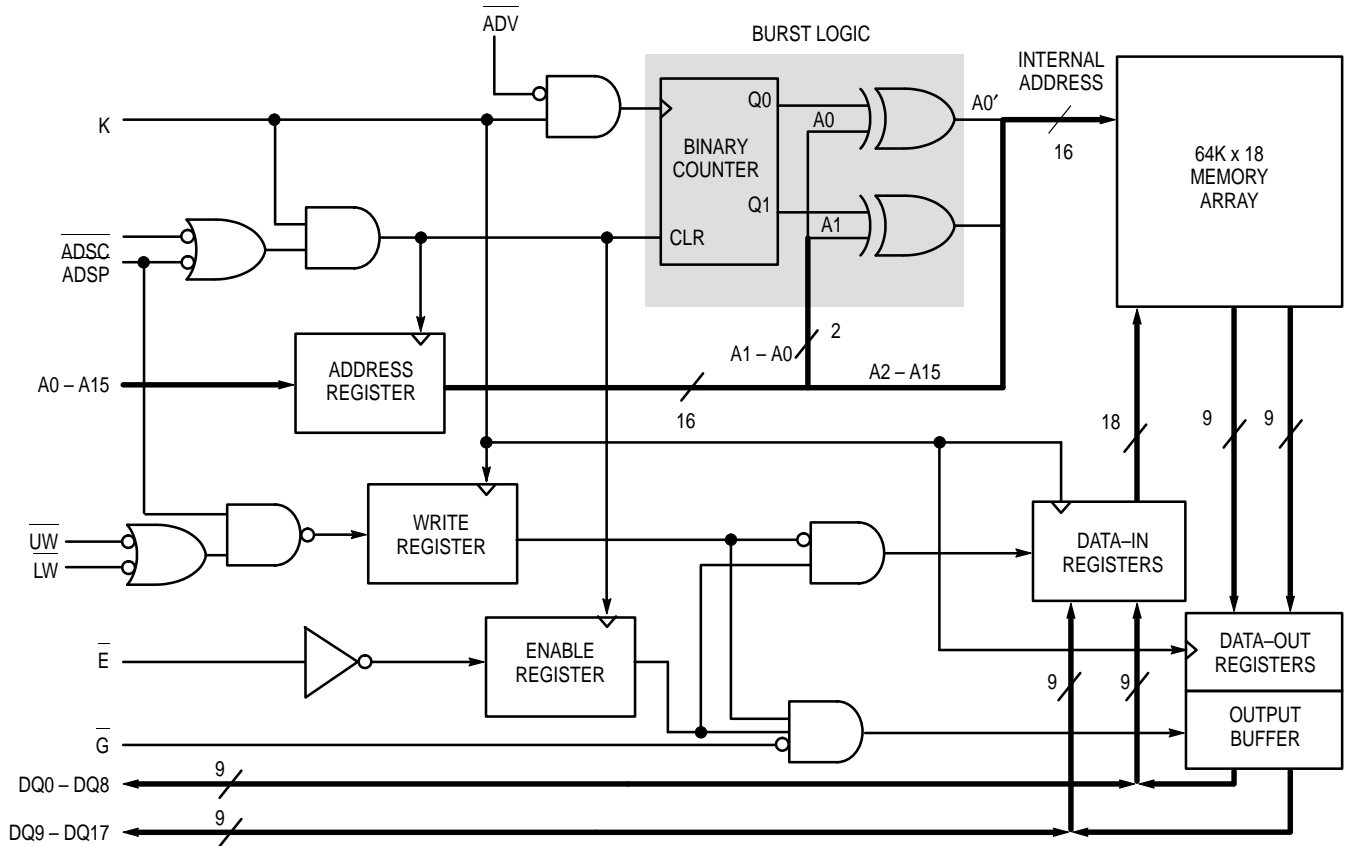 ADV
BURST LOGIC
K
Q0
A0
A0′
INTERNAL
ADDRESS
16
BINARY
COUNTER
Q1
A1
CLR
64K x 18
MEMORY
ARRAY
ADSC
ADSP
A0 – A15
ADDRESS
REGISTER
16
A1 – A0
2
A2 – A15
18
9
9
UW
LW
WRITE
REGISTER
DATA–IN
REGISTERS
E
ENABLE
REGISTER
9
9
DATA–OUT
REGISTERS
OUTPUT
BUFFER
G
DQ0 – DQ8
9
DQ9 – DQ17
9